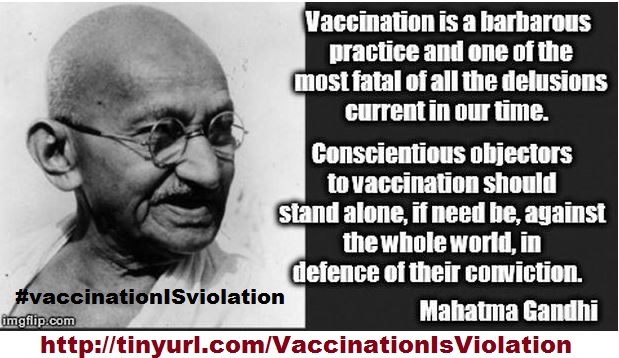 Vaccination is a barbarous
practice and one of the
most fatal of all the delusions
current in our time.
Conscientious objectors
to vaccination should
stand alone, if need be, against
the whole world, in
defence of their conviction.
#vaccinationISviolation
Mahatma Gandhi
imgflip.com
http://tinyurl.com/VaccinationIsViolation